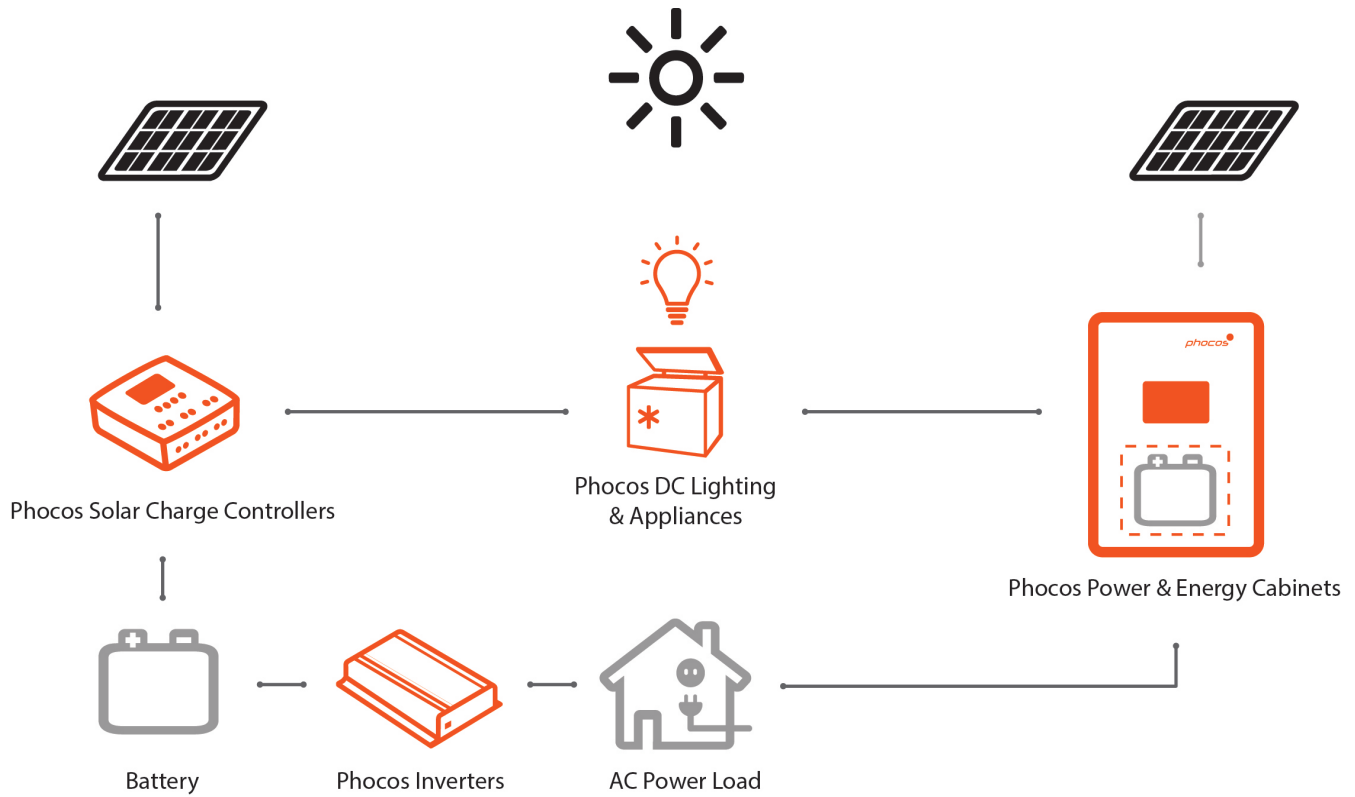 phocos
Phocos Solar Charge Controllers
Phocos DC Lighting
& Appliances
Phocos Power & Energy Cabinets
Battery
Phocos Inverters
AC Power Load